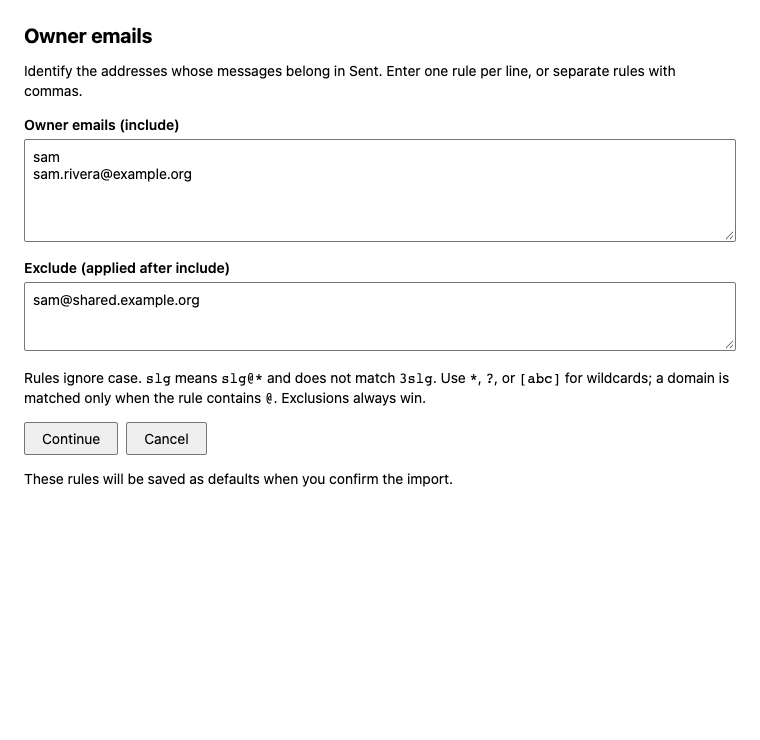 Owner emails
Identify the addresses whose messages belong in Sent. Enter one rule per line, or separate rules with
commas.
Owner emails (include)
sam
sam.rivera@example.org
Exclude (applied after include)
sam@shared.example.org
Rules ignore case. slg means slg@* and does not match 3slg. Use *, ?, or [abc] for wildcards; a domain is
matched only when the rule contains @. Exclusions always win.
Continue Cancel
These rules will be saved as defaults when you confirm the import.